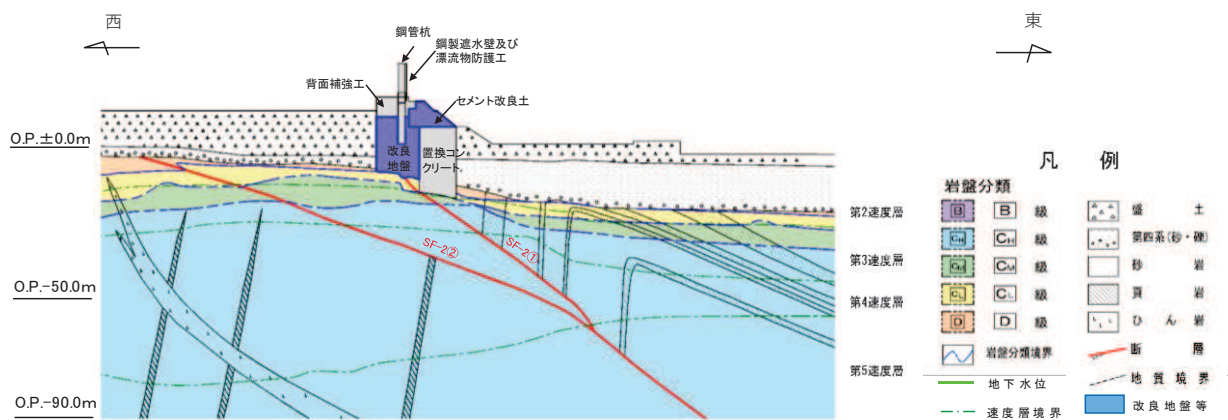 西
東
鋼管杭
鋼製遮水壁及び
漂流物防護工
背面補強工
セメント改良土
O.P.±0.0m
改良
地盤
置換コン
クリート
SF-2②
SF-2①
O.P.-50.0m
O.P.-90.0m
第2速度層
第3速度層
第4速度層
第5速度層
凡 例
岩盤分類
B B 級
CH CH 級
CM CM 級
CL CL 級
D D 級
岩盤分類境界
地下水位
速度層境界
盛 土
第四系(砂・礫)
砂 岩
頁 岩
ひ ん 岩
断 層
地 質 境 界
改良地盤等